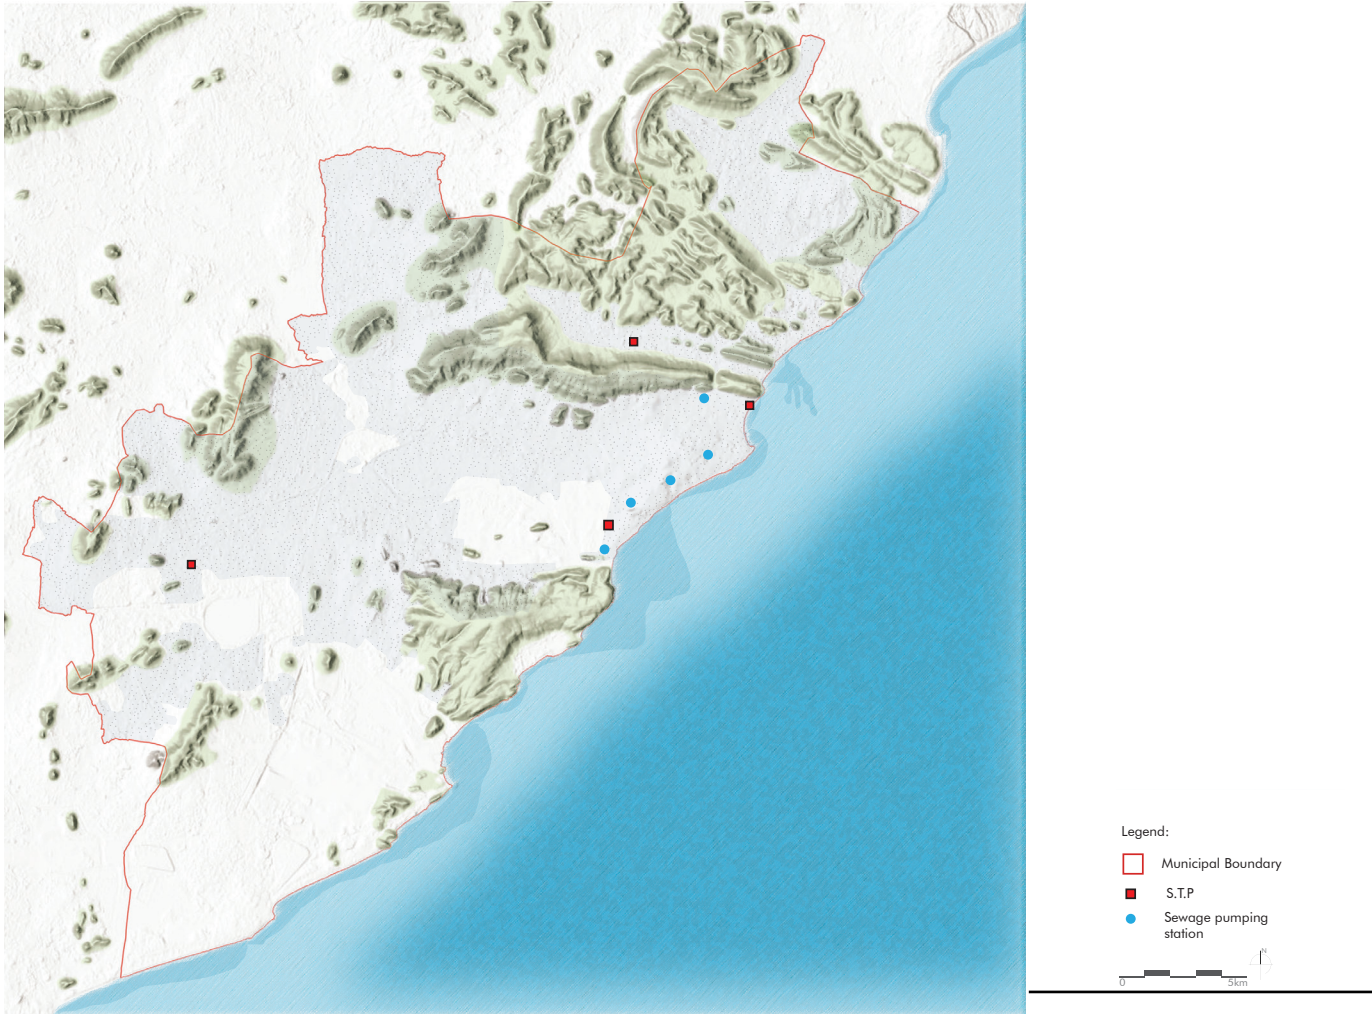 Legend:
Municipal Boundary
S.T.P
Sewage pumping
station
N
0 5km